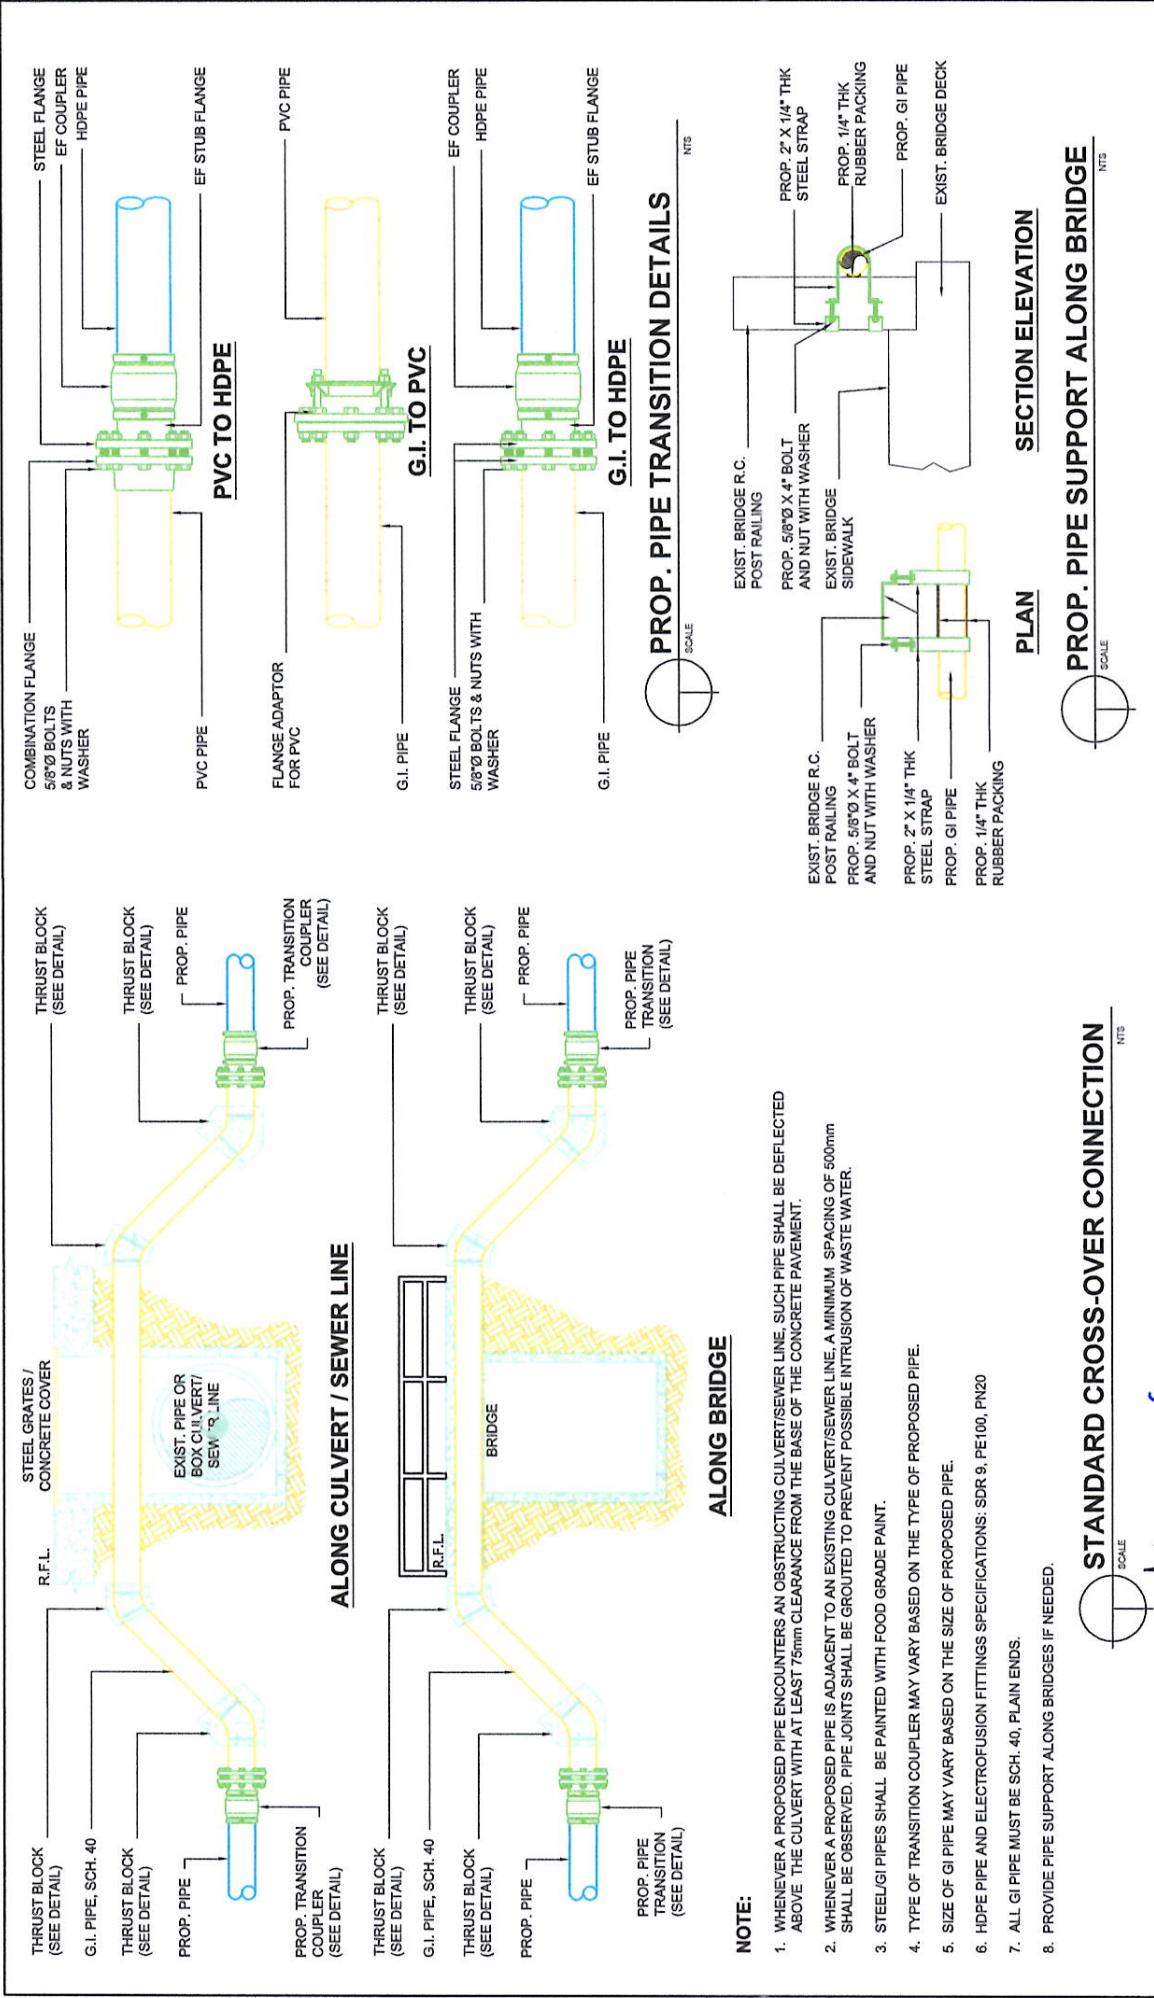 THRUST BLOCK
(SEE DETAIL)
G.I. PIPE, SCH. 40
THRUST BLOCK
(SEE DETAIL)
PROP. PIPE
PROP. TRANSITION
COUPLER
(SEE DETAIL)
R.F.L.
STEEL GRATES /
CONCRETE COVER
EXIST. PIPE OR
BOX CULVERT/
SEWER LINE
THRUST BLOCK
(SEE DETAIL)
THRUST BLOCK
(SEE DETAIL)
PROP. PIPE
PROP. TRANSITION
COUPLER
(SEE DETAIL)
ALONG CULVERT / SEWER LINE
THRUST BLOCK
(SEE DETAIL)
G.I. PIPE, SCH. 40
THRUST BLOCK
(SEE DETAIL)
PROP. PIPE
PROP. PIPE
TRANSITION
(SEE DETAIL)
R.F.L.
BRIDGE
THRUST BLOCK
(SEE DETAIL)
THRUST BLOCK
(SEE DETAIL)
PROP. PIPE
PROP. PIPE
TRANSITION
(SEE DETAIL)
ALONG BRIDGE
NOTE:
1. WHENEVER A PROPOSED PIPE ENCOUNTERS AN OBSTRUCTING CULVERT/SEWER LINE, SUCH PIPE SHALL BE DEFLECTED
ABOVE THE CULVERT WITH AT LEAST 75mm CLEARANCE FROM THE BASE OF THE CONCRETE PAVEMENT.
2. WHENEVER A PROPOSED PIPE IS ADJACENT TO AN EXISTING CULVERT/SEWER LINE, A MINIMUM SPACING OF 500mm
SHALL BE OBSERVED. PIPE JOINTS SHALL BE GROUTED TO PREVENT POSSIBLE INTRUSION OF WASTE WATER.
3. STEEL/GI PIPES SHALL BE PAINTED WITH FOOD GRADE PAINT.
4. TYPE OF TRANSITION COUPLER MAY VARY BASED ON THE TYPE OF PROPOSED PIPE.
5. SIZE OF GI PIPE MAY VARY BASED ON THE SIZE OF PROPOSED PIPE.
6. HDPE PIPE AND ELECTROFUSION FITTINGS SPECIFICATIONS: SDR 9, PE100, PN20
7. ALL GI PIPE MUST BE SCH. 40, PLAIN ENDS.
8. PROVIDE PIPE SUPPORT ALONG BRIDGES IF NEEDED.
STANDARD CROSS-OVER CONNECTION
SCALE
NTS
COMBINATION FLANGE
5/8"Ø BOLTS
& NUTS WITH
WASHER
PVC PIPE
STEEL FLANGE
EF COUPLER
HDPE PIPE
EF STUB FLANGE
PVC TO HDPE
FLANGE ADAPTOR
FOR PVC
G.I. PIPE
PVC PIPE
G.I. TO PVC
STEEL FLANGE
5/8"Ø BOLTS & NUTS WITH
WASHER
G.I. PIPE
EF COUPLER
HDPE PIPE
EF STUB FLANGE
G.I. TO HDPE
PROP. PIPE TRANSITION DETAILS
SCALE
NTS
EXIST. BRIDGE R.C.
POST RAILING
PROP. 5/8"Ø X 4" BOLT
AND NUT WITH WASHER
PROP. 2" X 1/4" THK
STEEL STRAP
PROP. GI PIPE
PROP. 1/4" THK
RUBBER PACKING
PLAN
EXIST. BRIDGE R.C.
POST RAILING
PROP. 5/8"Ø X 4" BOLT
AND NUT WITH WASHER
EXIST. BRIDGE
SIDEWALK
PROP. 2" X 1/4" THK
STEEL STRAP
PROP. 1/4" THK
RUBBER PACKING
PROP. GI PIPE
EXIST. BRIDGE DECK
SECTION ELEVATION
PROP. PIPE SUPPORT ALONG BRIDGE
SCALE
NTS